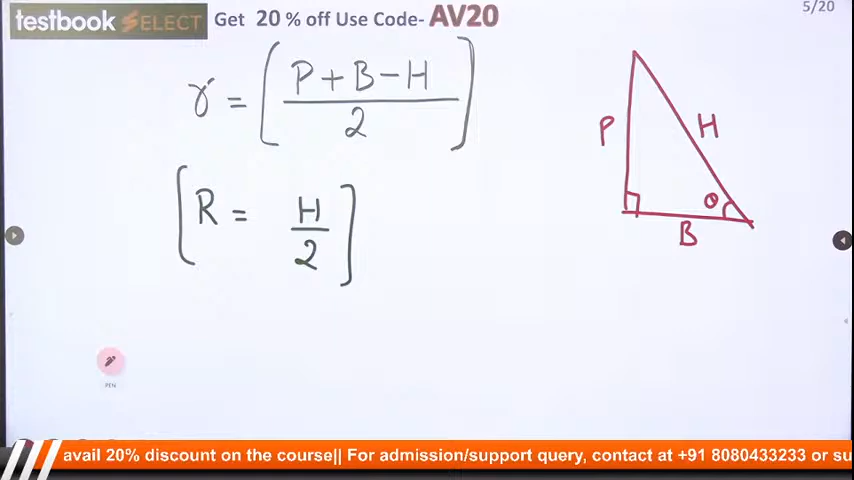 testbook SELECT Get 20 % off Use Code- AV20
5/20
r = [ P + B - H / 2 ]
[ R = H / 2 ]
P
H
θ
B
PEN
avail 20% discount on the course|| For admission/support query, contact at +91 8080433233 or su